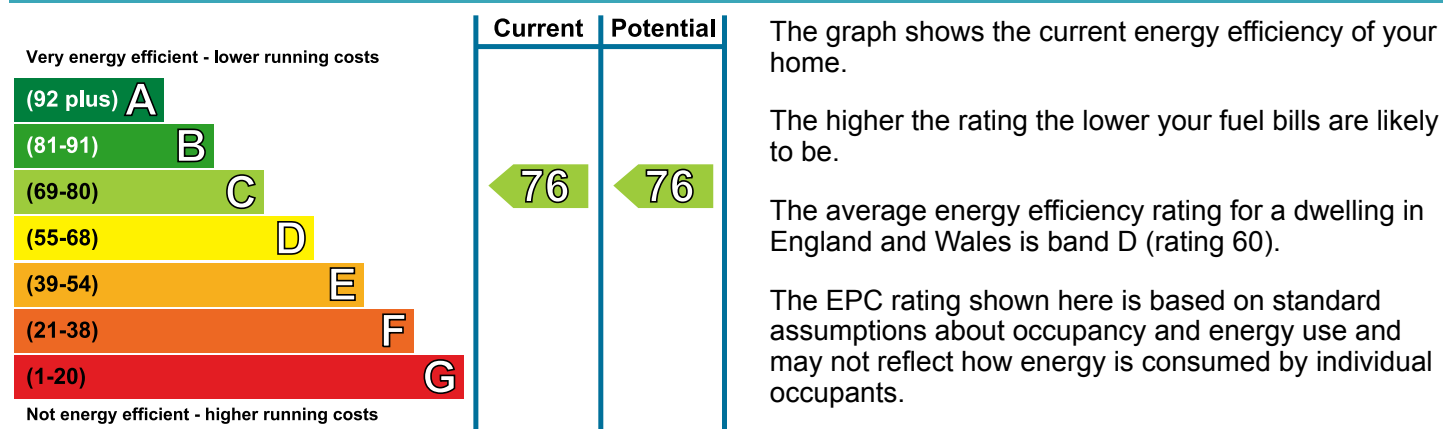 Current Potential
Very energy efficient - lower running costs
(92 plus) A
(81-91) B
(69-80) C
76 76
(55-68) D
(39-54) E
(21-38) F
(1-20) G
Not energy efficient - higher running costs
The graph shows the current energy efficiency of your
home.
The higher the rating the lower your fuel bills are likely
to be.
The average energy efficiency rating for a dwelling in
England and Wales is band D (rating 60).
The EPC rating shown here is based on standard
assumptions about occupancy and energy use and
may not reflect how energy is consumed by individual
occupants.